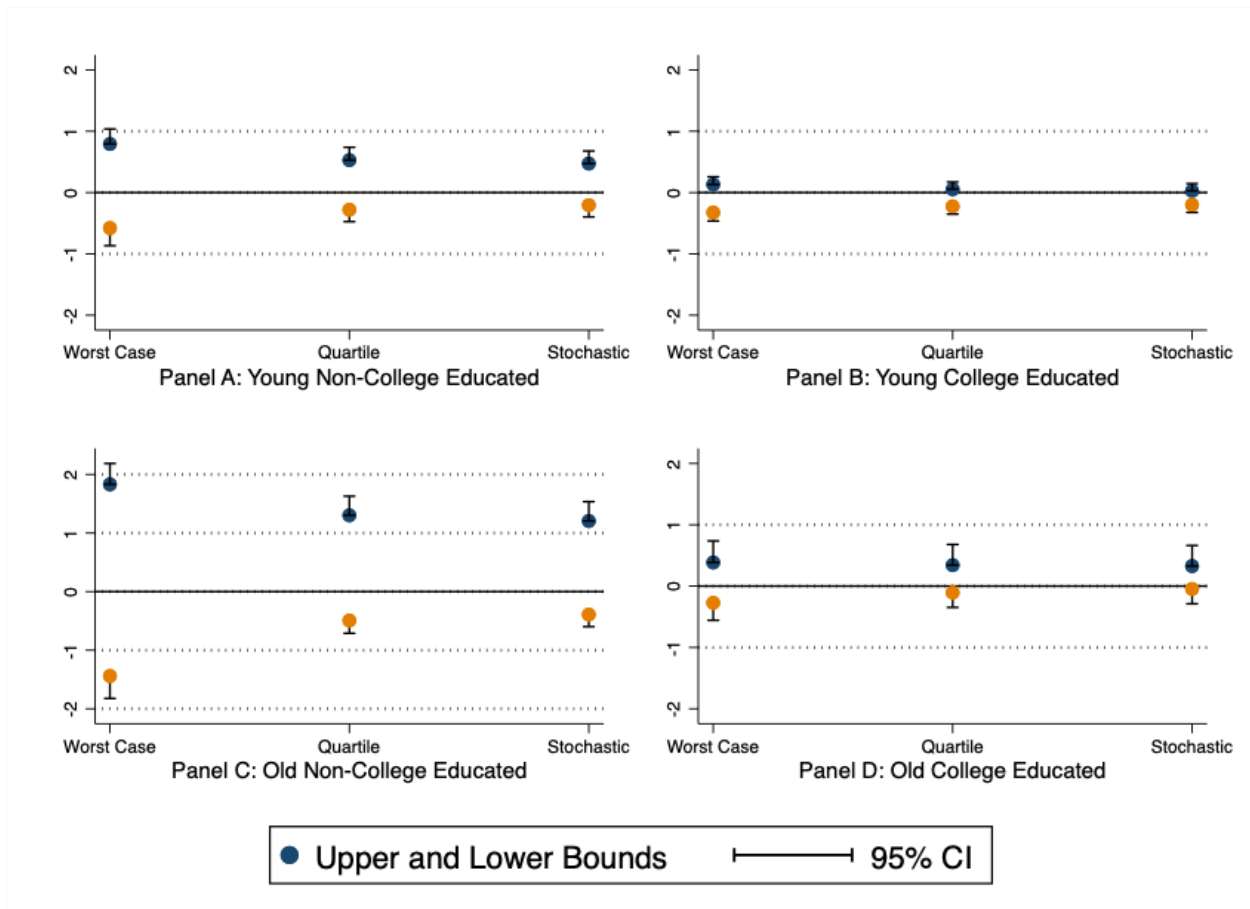 2
1
0
-1
-2
Worst Case Quartile Stochastic
Panel A: Young Non-College Educated
2
1
0
-1
-2
Worst Case Quartile Stochastic
Panel B: Young College Educated
2
1
0
-1
-2
Worst Case Quartile Stochastic
Panel C: Old Non-College Educated
2
1
0
-1
-2
Worst Case Quartile Stochastic
Panel D: Old College Educated
Upper and Lower Bounds 95% CI